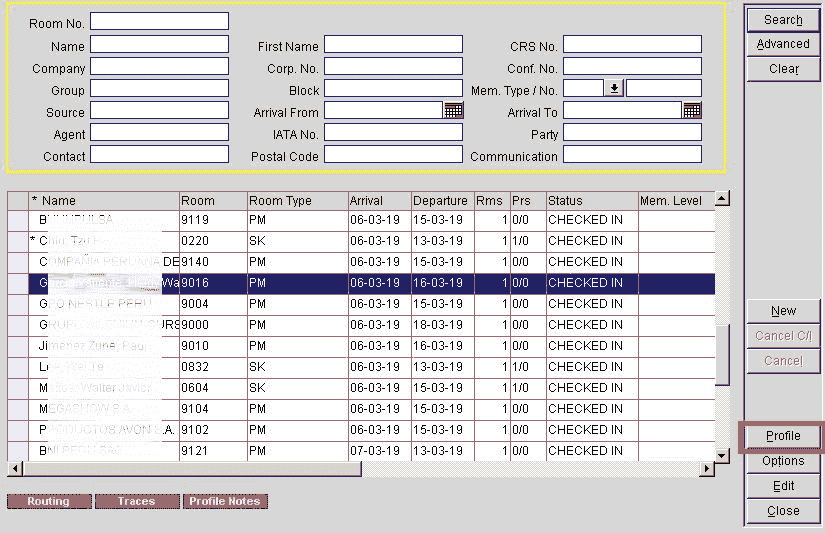 Room No.
Search
Name First Name CRS No.
Advanced
Company Corp. No. Conf. No.
Clear
Group Block Mem. Type / No.
Source Arrival From Arrival To
Agent IATA No. Party
Contact Postal Code Communication
* Name Room Room Type Arrival Departure Rms Prs Status Mem. Level
9119 PM 06-03-19 15-03-19 1 0/0 CHECKED IN
* 0220 SK 06-03-19 13-03-19 1 1/0 CHECKED IN
COMPAÑIA PERUANA DE 9140 PM 06-03-19 15-03-19 1 0/0 CHECKED IN
9016 PM 06-03-19 16-03-19 1 0/0 CHECKED IN
GPO NESTLE PERU 9004 PM 06-03-19 15-03-19 1 0/0 CHECKED IN
GRUPO 9000 PM 06-03-19 18-03-19 1 0/0 CHECKED IN
9010 PM 06-03-19 16-03-19 1 0/0 CHECKED IN
0832 SK 06-03-19 13-03-19 1 1/0 CHECKED IN
Walter Javier 0604 SK 06-03-19 15-03-19 1 1/0 CHECKED IN
MEGASHOW S.A. 9104 PM 06-03-19 15-03-19 1 0/0 CHECKED IN
PRODUCTOS AVON S.A. 9102 PM 06-03-19 15-03-19 1 0/0 CHECKED IN
9121 PM 07-03-19 13-03-19 1 0/0 CHECKED IN
New
Cancel C/I
Cancel
Profile
Options
Edit
Close
Routing Traces Profile Notes